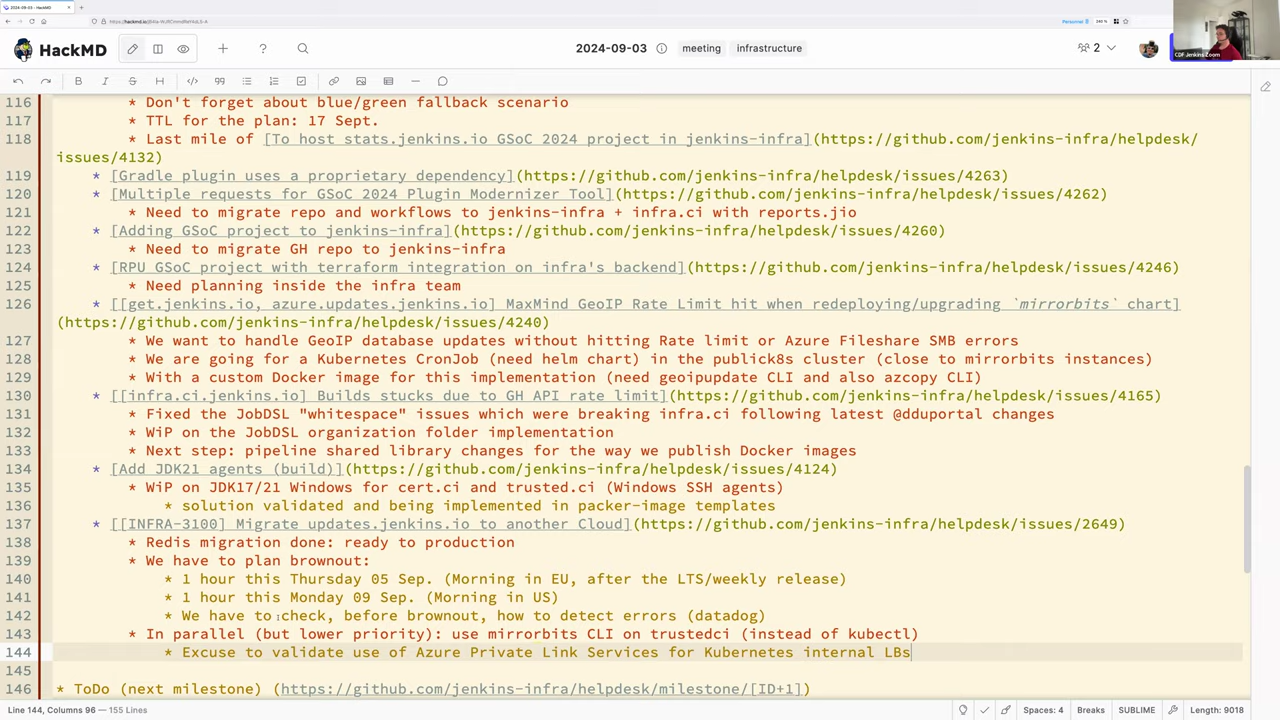 2024-09-03
https://hackmd.io/
Personnel
240 %
HackMD
2024-09-03
meeting
infrastructure
2
CDF Jenkins Zoom
116 * Don't forget about blue/green fallback scenario
117 * TTL for the plan: 17 Sept.
118 * Last mile of [To host stats.jenkins.io GSoC 2024 project in jenkins-infra](https://github.com/jenkins-infra/helpdesk/
issues/4132)
119 * [Gradle plugin uses a proprietary dependency](https://github.com/jenkins-infra/helpdesk/issues/4263)
120 * [Multiple requests for GSoC 2024 Plugin Modernizer Tool](https://github.com/jenkins-infra/helpdesk/issues/4262)
121 * Need to migrate repo and workflows to jenkins-infra + infra.ci with reports.jio
122 * [Adding GSoC project to jenkins-infra](https://github.com/jenkins-infra/helpdesk/issues/4260)
123 * Need to migrate GH repo to jenkins-infra
124 * [RPU GSoC project with terraform integration on infra's backend](https://github.com/jenkins-infra/helpdesk/issues/4246)
125 * Need planning inside the infra team
126 * [[get.jenkins.io, azure.updates.jenkins.io] MaxMind GeoIP Rate Limit hit when redeploying/upgrading `mirrorbits` chart]
(https://github.com/jenkins-infra/helpdesk/issues/4240)
127 * We want to handle GeoIP database updates without hitting Rate limit or Azure Fileshare SMB errors
128 * We are going for a Kubernetes CronJob (need helm chart) in the publick8s cluster (close to mirrorbits instances)
129 * With a custom Docker image for this implementation (need geoipupdate CLI and also azcopy CLI)
130 * [[infra.ci.jenkins.io] Builds stucks due to GH API rate limit](https://github.com/jenkins-infra/helpdesk/issues/4165)
131 * Fixed the JobDSL "whitespace" issues which were breaking infra.ci following latest @dduportal changes
132 * WiP on the JobDSL organization folder implementation
133 * Next step: pipeline shared library changes for the way we publish Docker images
134 * [Add JDK21 agents (build)](https://github.com/jenkins-infra/helpdesk/issues/4124)
135 * WiP on JDK17/21 Windows for cert.ci and trusted.ci (Windows SSH agents)
136 * solution validated and being implemented in packer-image templates
137 * [[INFRA-3100] Migrate updates.jenkins.io to another Cloud](https://github.com/jenkins-infra/helpdesk/issues/2649)
138 * Redis migration done: ready to production
139 * We have to plan brownout:
140 * 1 hour this Thursday 05 Sep. (Morning in EU, after the LTS/weekly release)
141 * 1 hour this Monday 09 Sep. (Morning in US)
142 * We have to check, before brownout, how to detect errors (datadog)
143 * In parallel (but lower priority): use mirrorbits CLI on trustedci (instead of kubectl)
144 * Excuse to validate use of Azure Private Link Services for Kubernetes internal LBs
145
146 * ToDo (next milestone) (https://github.com/jenkins-infra/helpdesk/milestone/[ID+1])
Line 144, Columns 96 — 155 Lines
Spaces: 4
Breaks
SUBLIME
Length: 9018